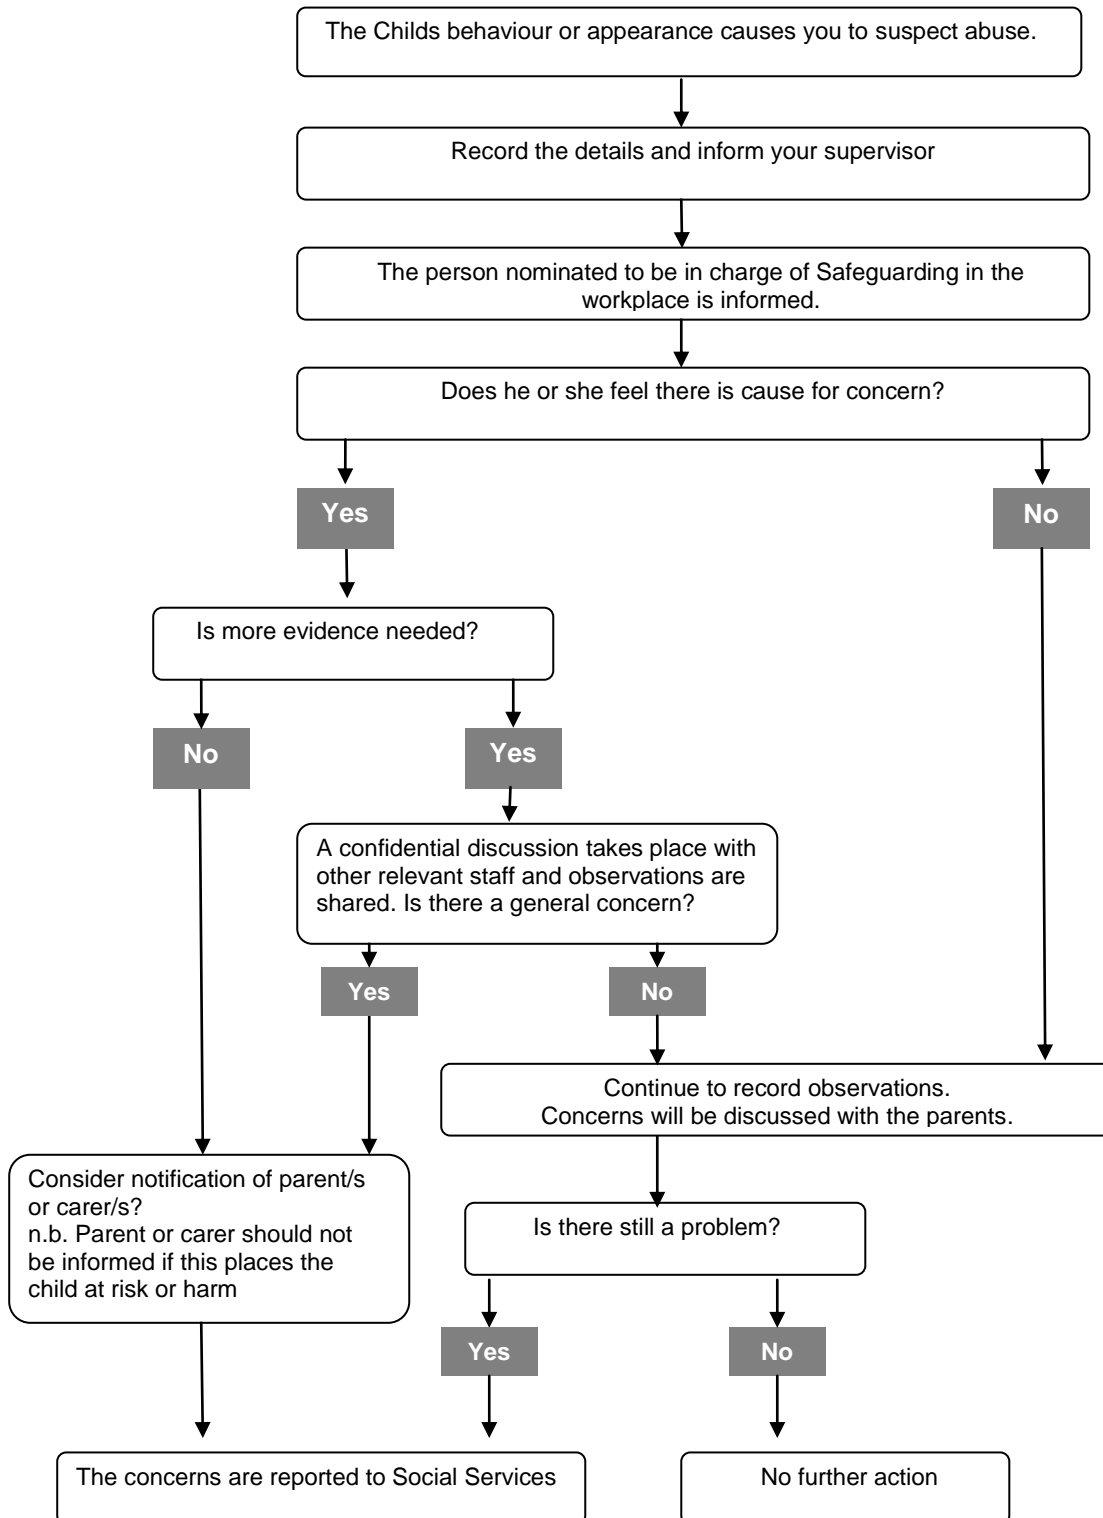 The Childs behaviour or appearance causes you to suspect abuse.
Record the details and inform your supervisor
The person nominated to be in charge of Safeguarding in the
workplace is informed.
Does he or she feel there is cause for concern?
Yes
No
Is more evidence needed?
No
Yes
A confidential discussion takes place with
other relevant staff and observations are
shared. Is there a general concern?
Yes
No
Continue to record observations.
Concerns will be discussed with the parents.
Consider notification of parent/s
or carer/s?
n.b. Parent or carer should not
be informed if this places the
child at risk or harm
Is there still a problem?
Yes
No
The concerns are reported to Social Services
No further action